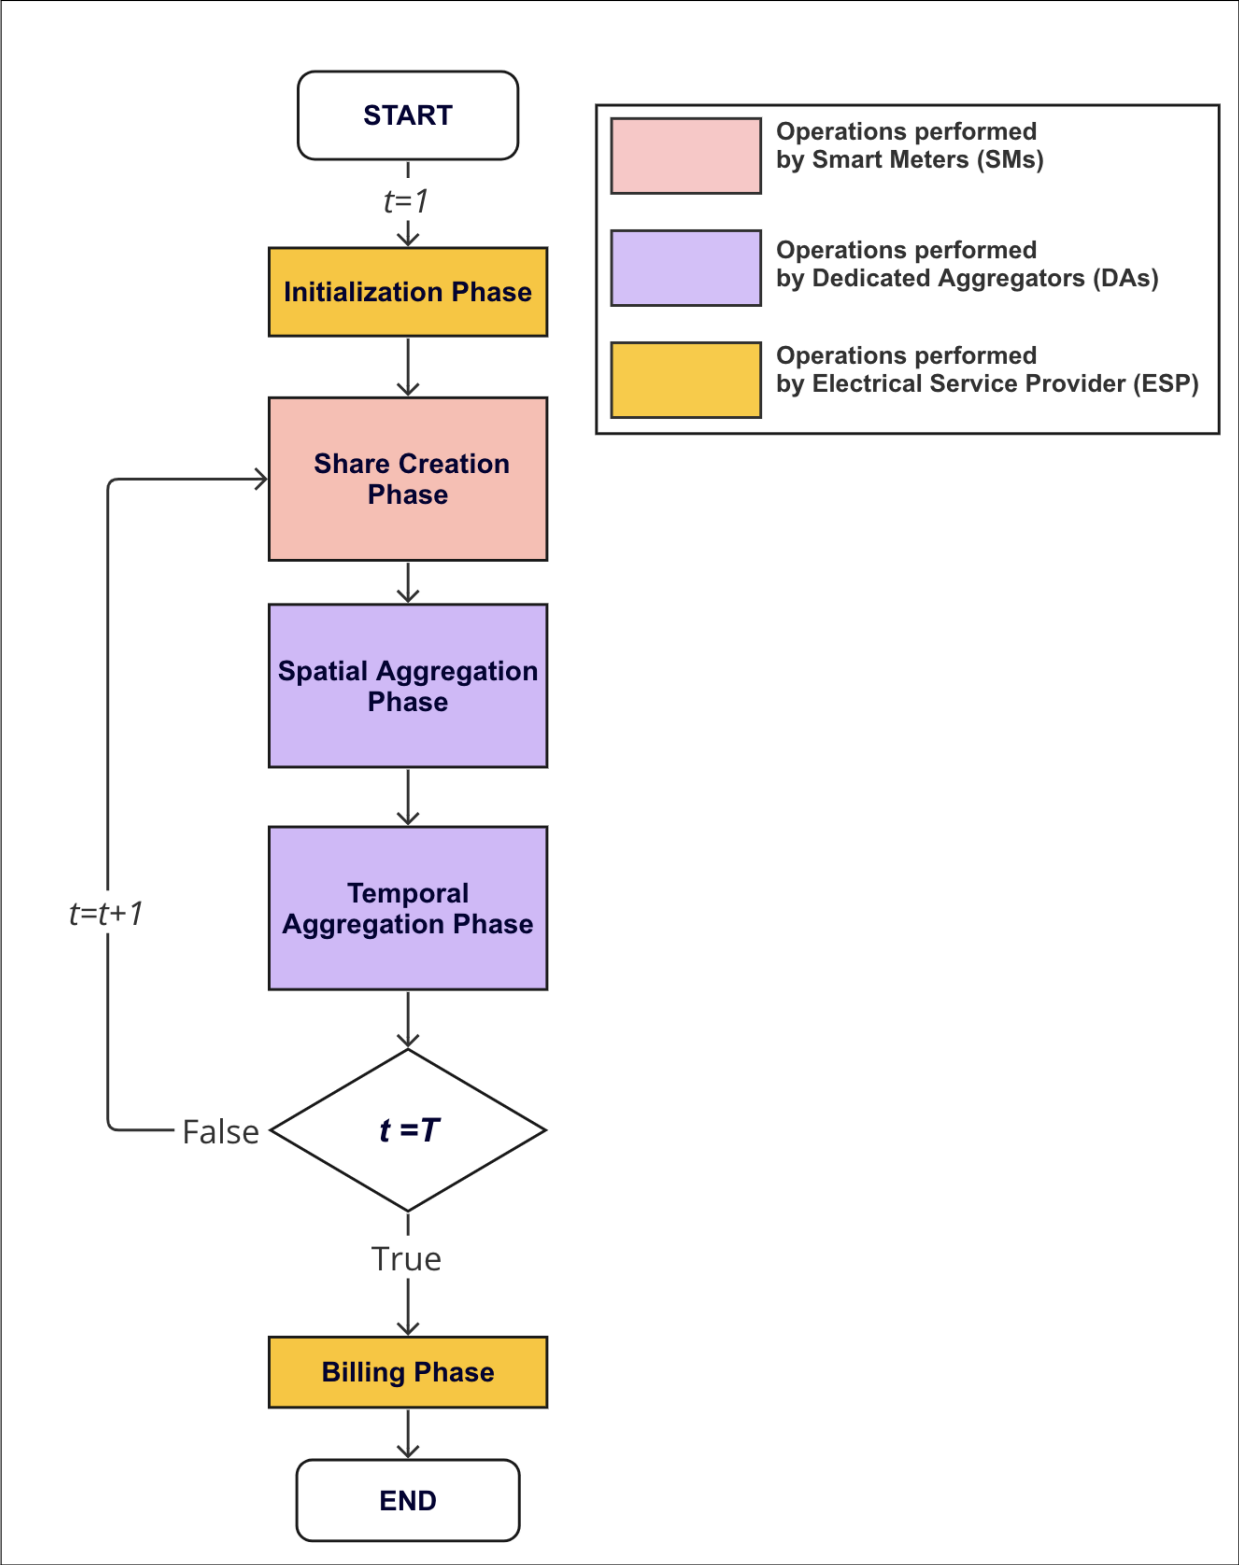 START
t=1
Initialization Phase
Share Creation
Phase
Spatial Aggregation
Phase
Temporal
Aggregation Phase
t=t+1
t =T
False
True
Billing Phase
END
Operations performed
by Smart Meters (SMs)
Operations performed
by Dedicated Aggregators (DAs)
Operations performed
by Electrical Service Provider (ESP)